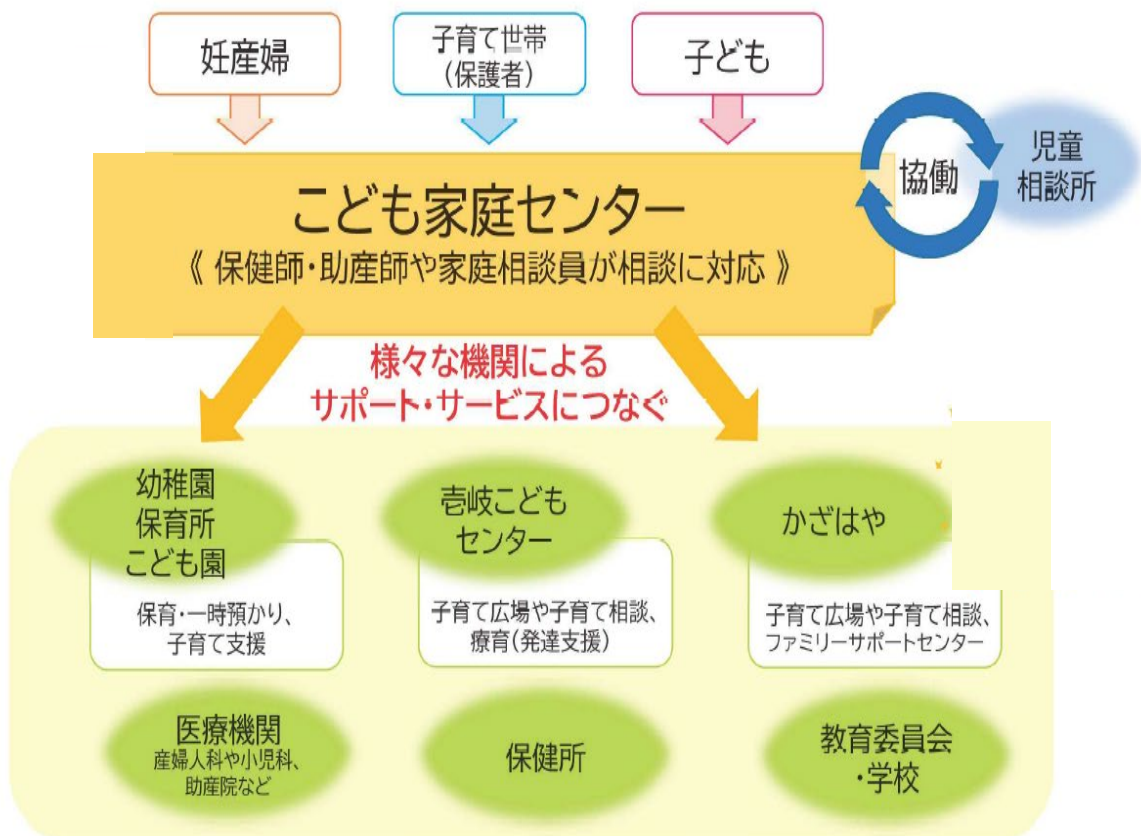 妊産婦
子育て世帯
(保護者)
子ども
こども家庭センター
《 保健師・助産師や家庭相談員が相談に対応 》
協働
児童
相談所
様々な機関による
サポート・サービスにつなぐ
幼稚園
保育所
こども園
保育・一時預かり、
子育て支援
壱岐こども
センター
子育て広場や子育て相談、
療育(発達支援)
かざはや
子育て広場や子育て相談、
ファミリーサポートセンター
医療機関
産婦人科や小児科、
助産院など
保健所
教育委員会
・学校